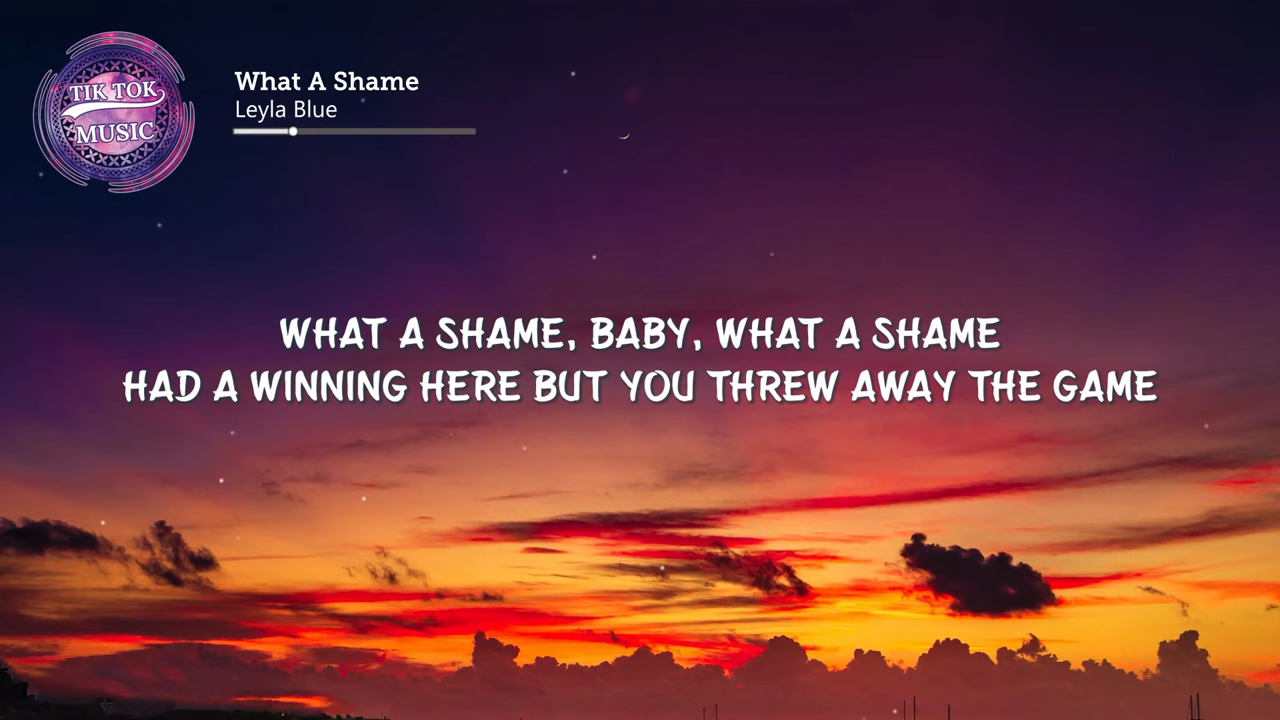 TIK TOK
MUSIC
What A Shame
Leyla Blue
WHAT A SHAME, BABY, WHAT A SHAME
HAD A WINNING HERE BUT YOU THREW AWAY THE GAME